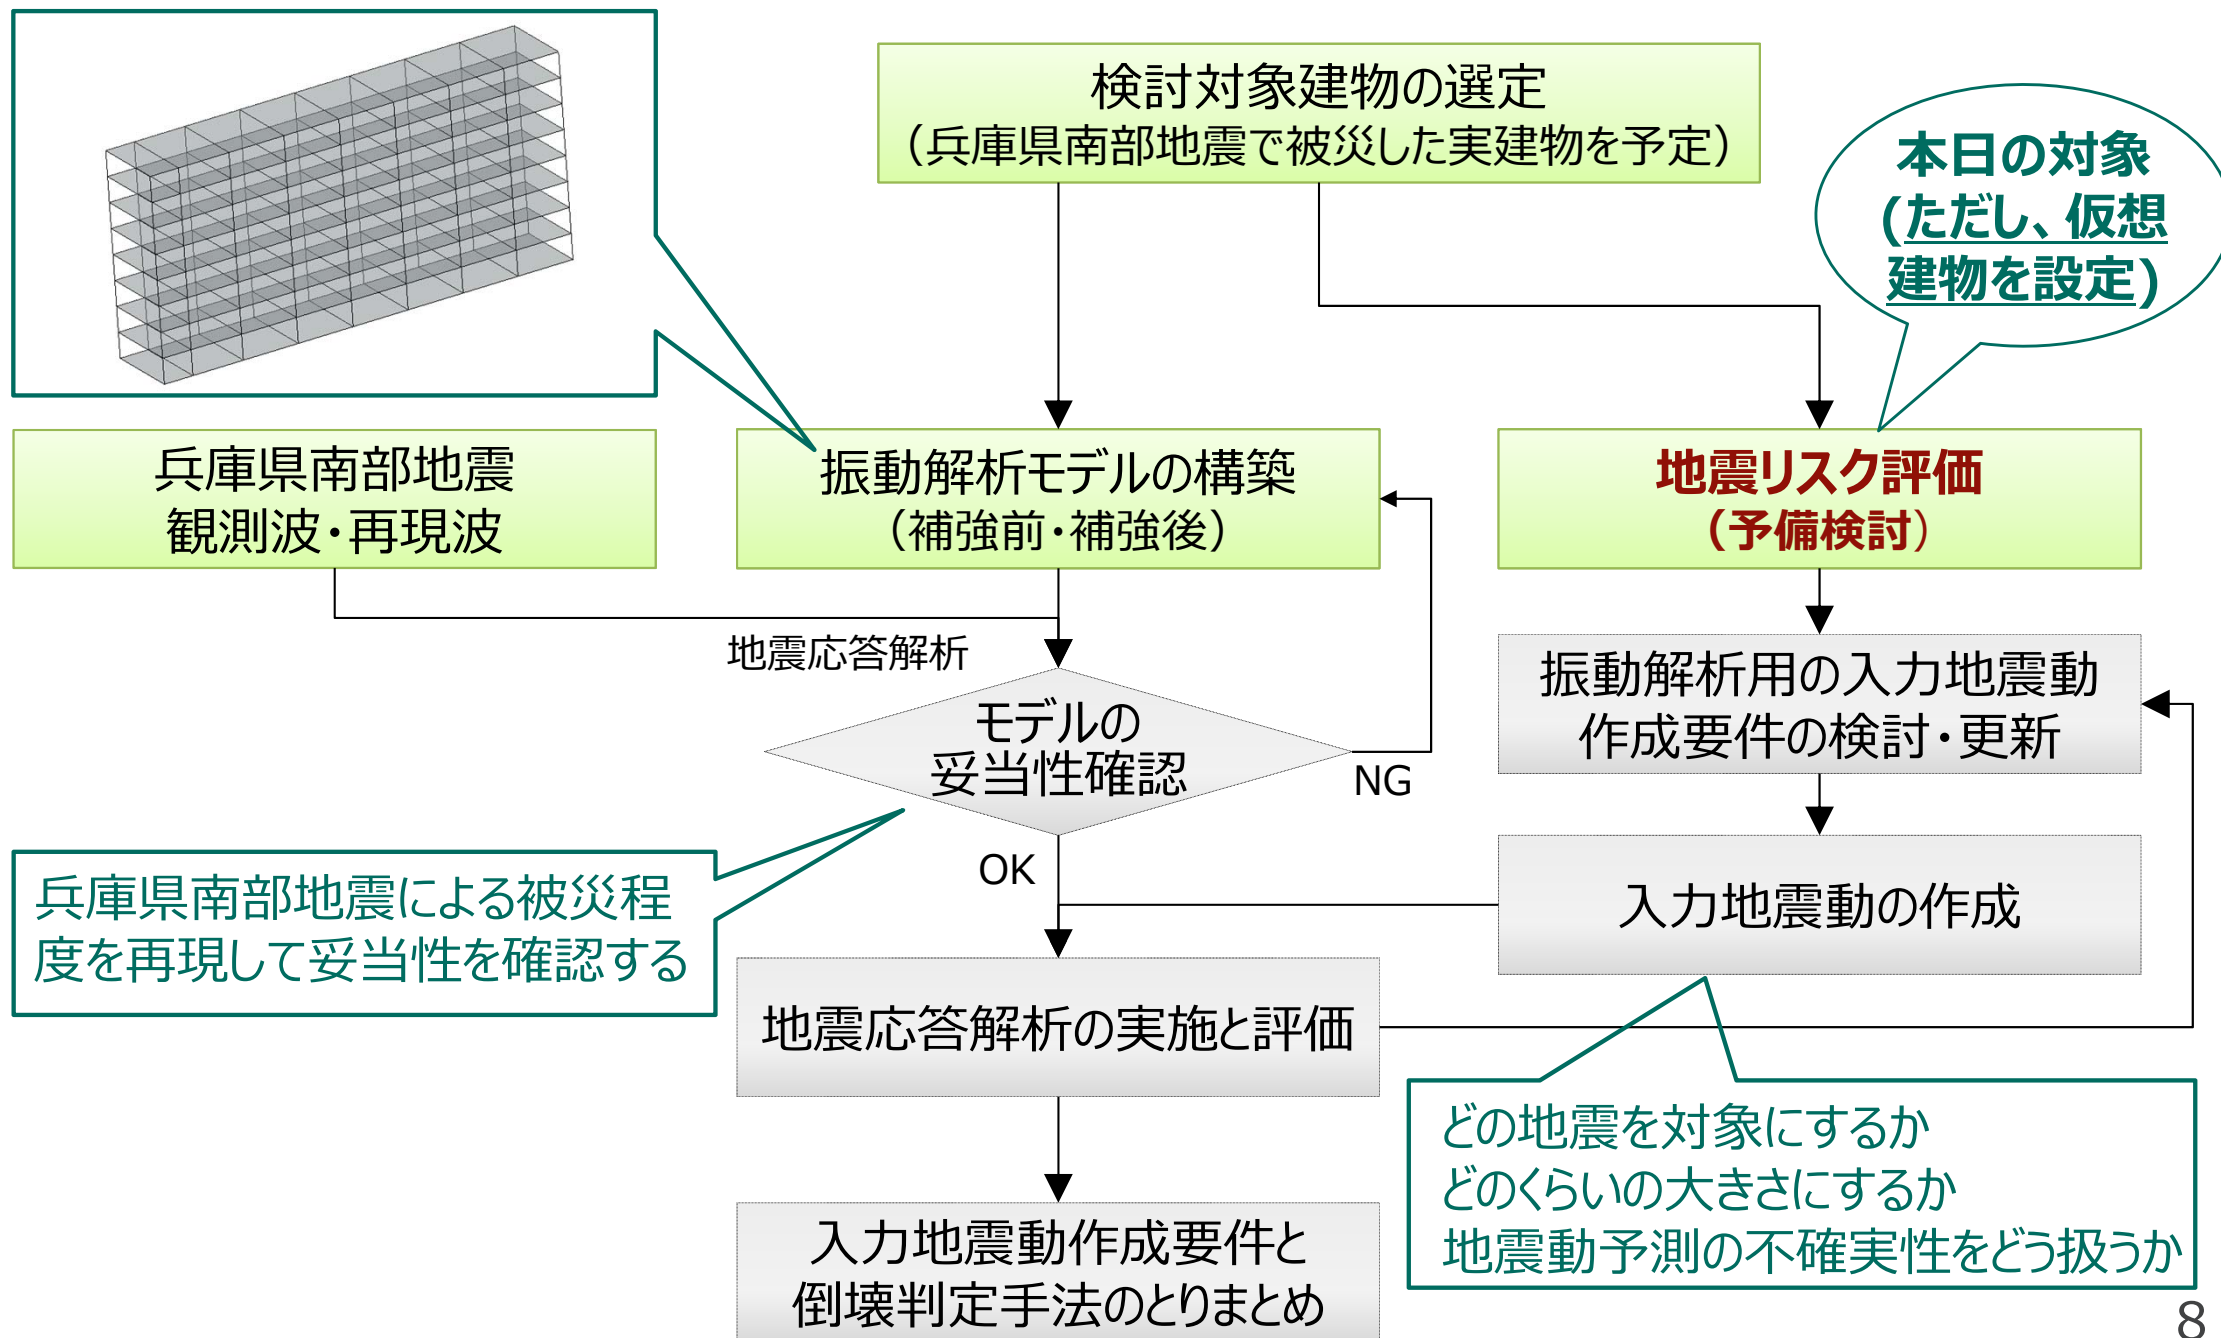 検討対象建物の選定
（兵庫県南部地震で被災した実建物を予定）
本日の対象
(ただし、仮想
建物を設定)
兵庫県南部地震
観測波・再現波
振動解析モデルの構築
（補強前・補強後）
地震リスク評価
（予備検討）
地震応答解析
モデルの
妥当性確認
NG
OK
振動解析用の入力地震動
作成要件の検討・更新
入力地震動の作成
兵庫県南部地震による被災程
度を再現して妥当性を確認する
地震応答解析の実施と評価
どの地震を対象にするか
どのくらいの大きさにするか
地震動予測の不確実性をどう扱うか
入力地震動作成要件と
倒壊判定手法のとりまとめ
8